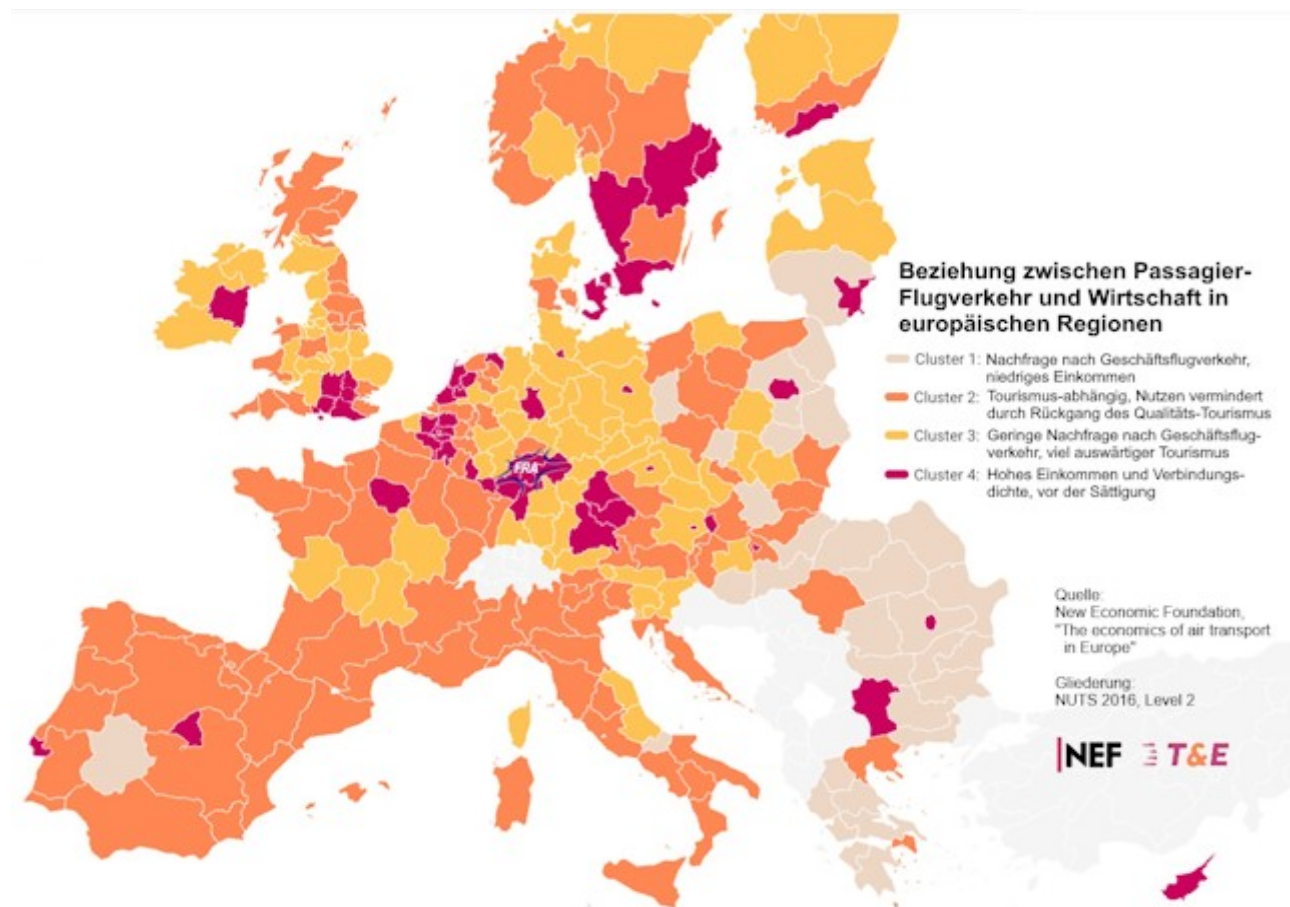 Beziehung zwischen Passagier-
Flugverkehr und Wirtschaft in
europäischen Regionen
Cluster 1: Nachfrage nach Geschäftsflugverkehr,
niedriges Einkommen
Cluster 2: Tourismus-abhängig, Nutzen vermindert
durch Rückgang des Qualitäts-Tourismus
Cluster 3: Geringe Nachfrage nach Geschäftsflug-
verkehr, viel auswärtiger Tourismus
Cluster 4: Hohes Einkommen und Verbindungs-
dichte, vor der Sättigung
FRA
Quelle:
New Economic Foundation,
"The economics of air transport
in Europe"
Gliederung:
NUTS 2016, Level 2
NEF T&E